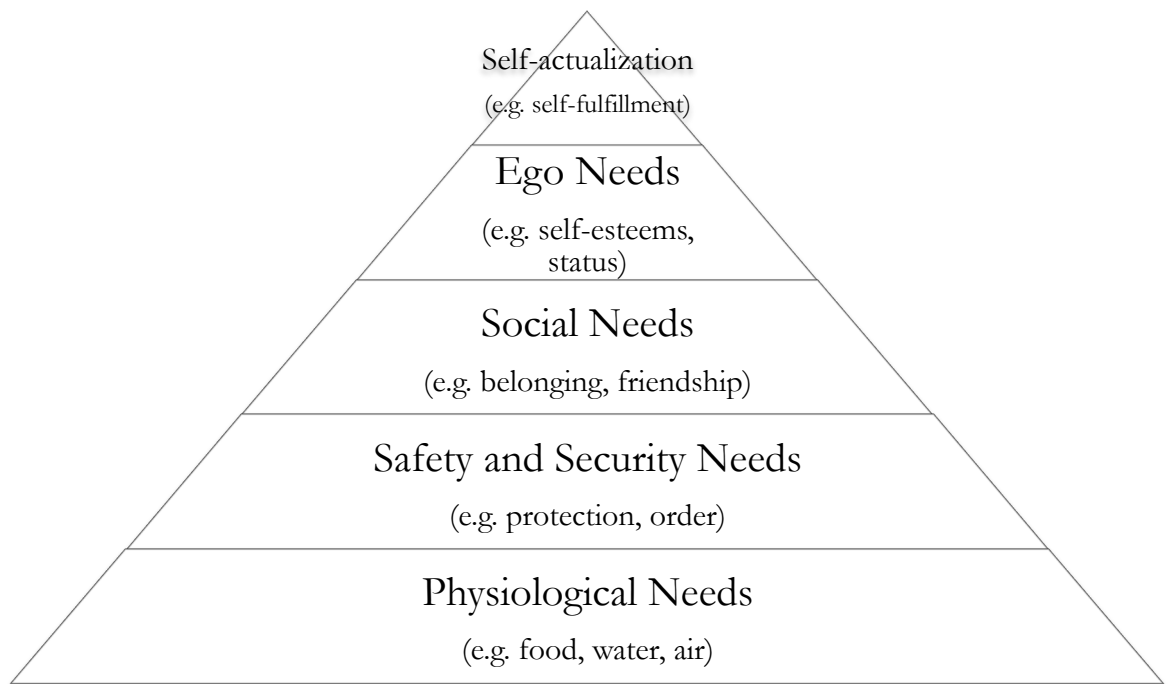 Self-actualization
(e.g. self-fulfillment)
Ego Needs
(e.g. self-esteems,
status)
Social Needs
(e.g. belonging, friendship)
Safety and Security Needs
(e.g. protection, order)
Physiological Needs
(e.g. food, water, air)